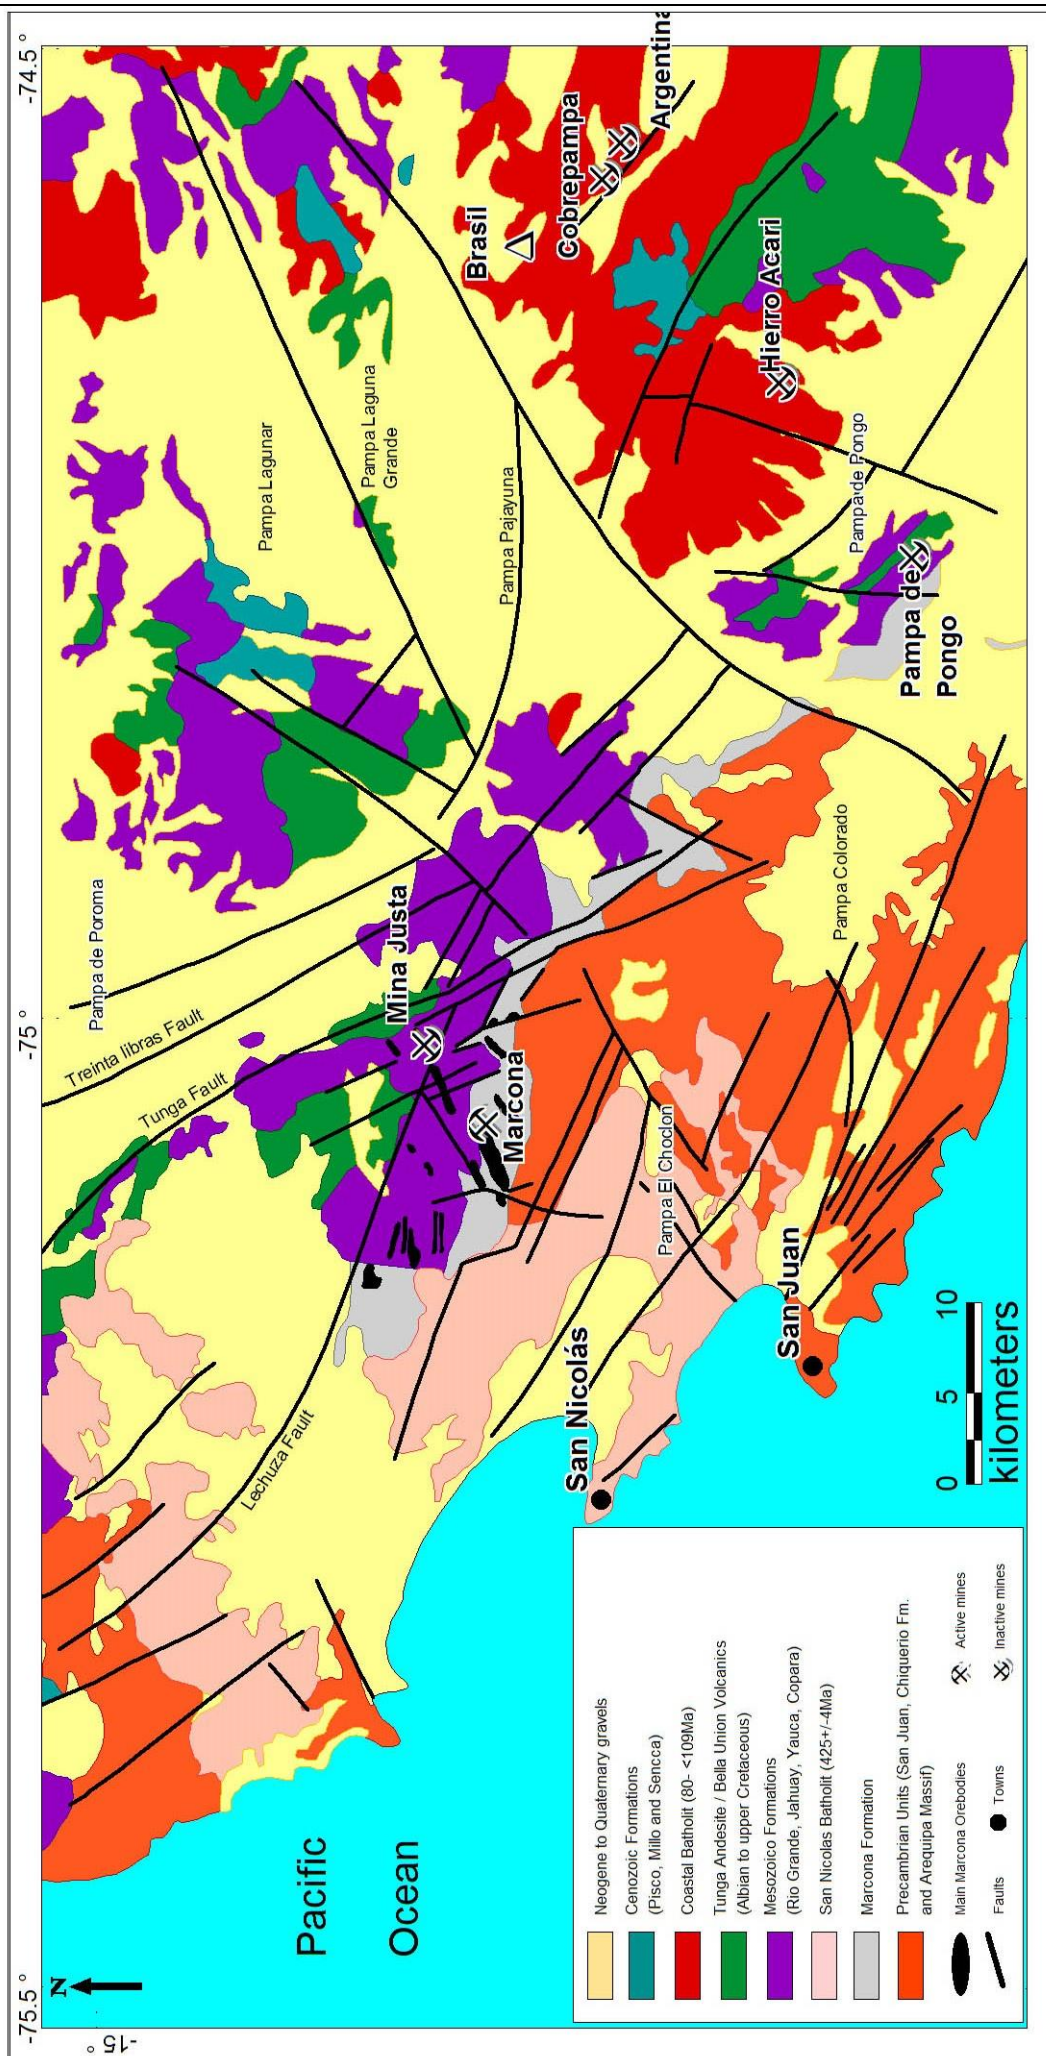 -75.5 °
-75 °
-74.5 °
-15 °
N
Pacific
Ocean
Pampa de Poroma
Treinta libras Fault
Tunga Fault
Lechuza Fault
Pampa Lagunar
Pampa Laguna
Grande
Pampa Pajayuna
Brasil
Cobrepampa
Argentina
Hierro Acari
Pampa de Pongo
Pampa de
Pongo
Mina Justa
Marcona
Pampa El Choclon
Pampa Colorado
San Nicolás
San Juan
0 5 10
kilometers
Neogene to Quaternary gravels
Cenozoic Formations
(Pisco, Millo and Sencca)
Coastal Batholit (80- <109Ma)
Tunga Andesite / Bella Union Volcanics
(Albian to upper Cretaceous)
Mesozoico Formations
(Rio Grande, Jahuay, Yauca, Copara)
San Nicolas Batholit (425+/-4Ma)
Marcona Formation
Precambrian Units (San Juan, Chiquerio Fm.
and Arequipa Massif)
Main Marcona Orebodies
Active mines
Faults
Towns
Inactive mines